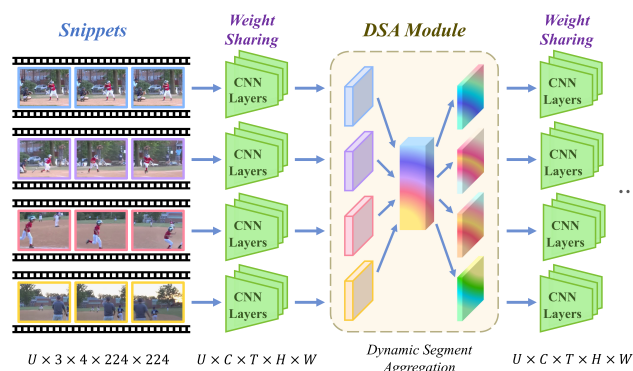 Snippets
Weight
Sharing
DSA Module
Weight
Sharing
CNN
Layers
CNN
Layers
CNN
Layers
CNN
Layers
CNN
Layers
CNN
Layers
CNN
Layers
CNN
Layers
..
U × 3 × 4 × 224 × 224
U × C × T × H × W
Dynamic Segment
Aggregation
U × C × T × H × W